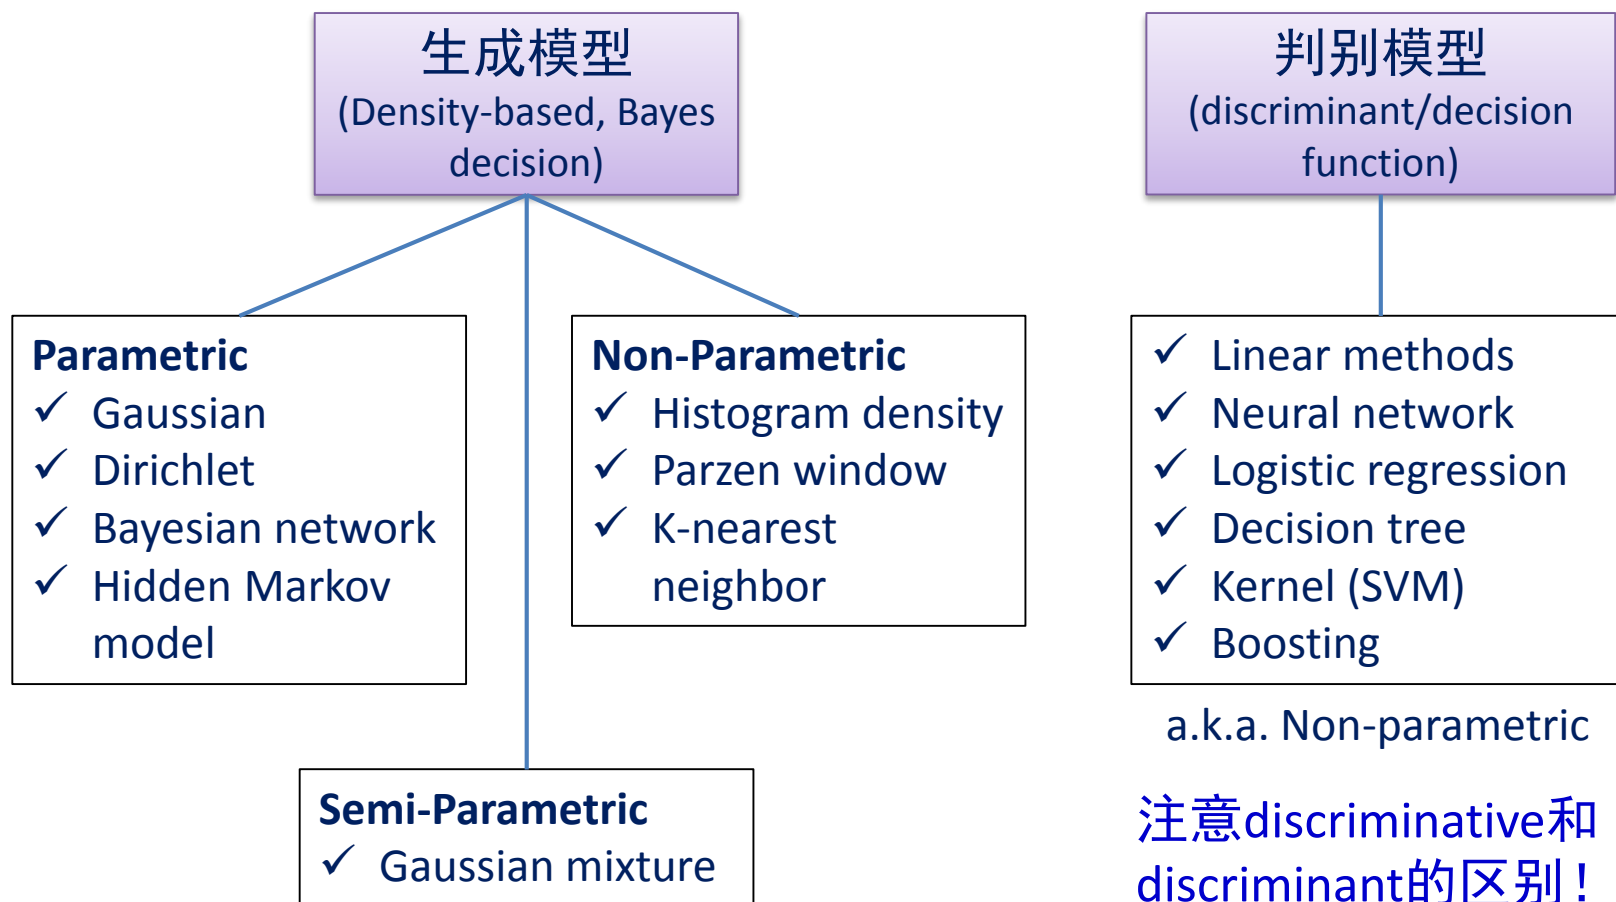 生成模型
(Density-based, Bayes
decision)
判别模型
(discriminant/decision
function)
Parametric
✓ Gaussian
✓ Dirichlet
✓ Bayesian network
✓ Hidden Markov
model
Non-Parametric
✓ Histogram density
✓ Parzen window
✓ K-nearest
neighbor
✓ Linear methods
✓ Neural network
✓ Logistic regression
✓ Decision tree
✓ Kernel (SVM)
✓ Boosting
a.k.a. Non-parametric
Semi-Parametric
✓ Gaussian mixture
注意discriminative和
discriminant的区别！